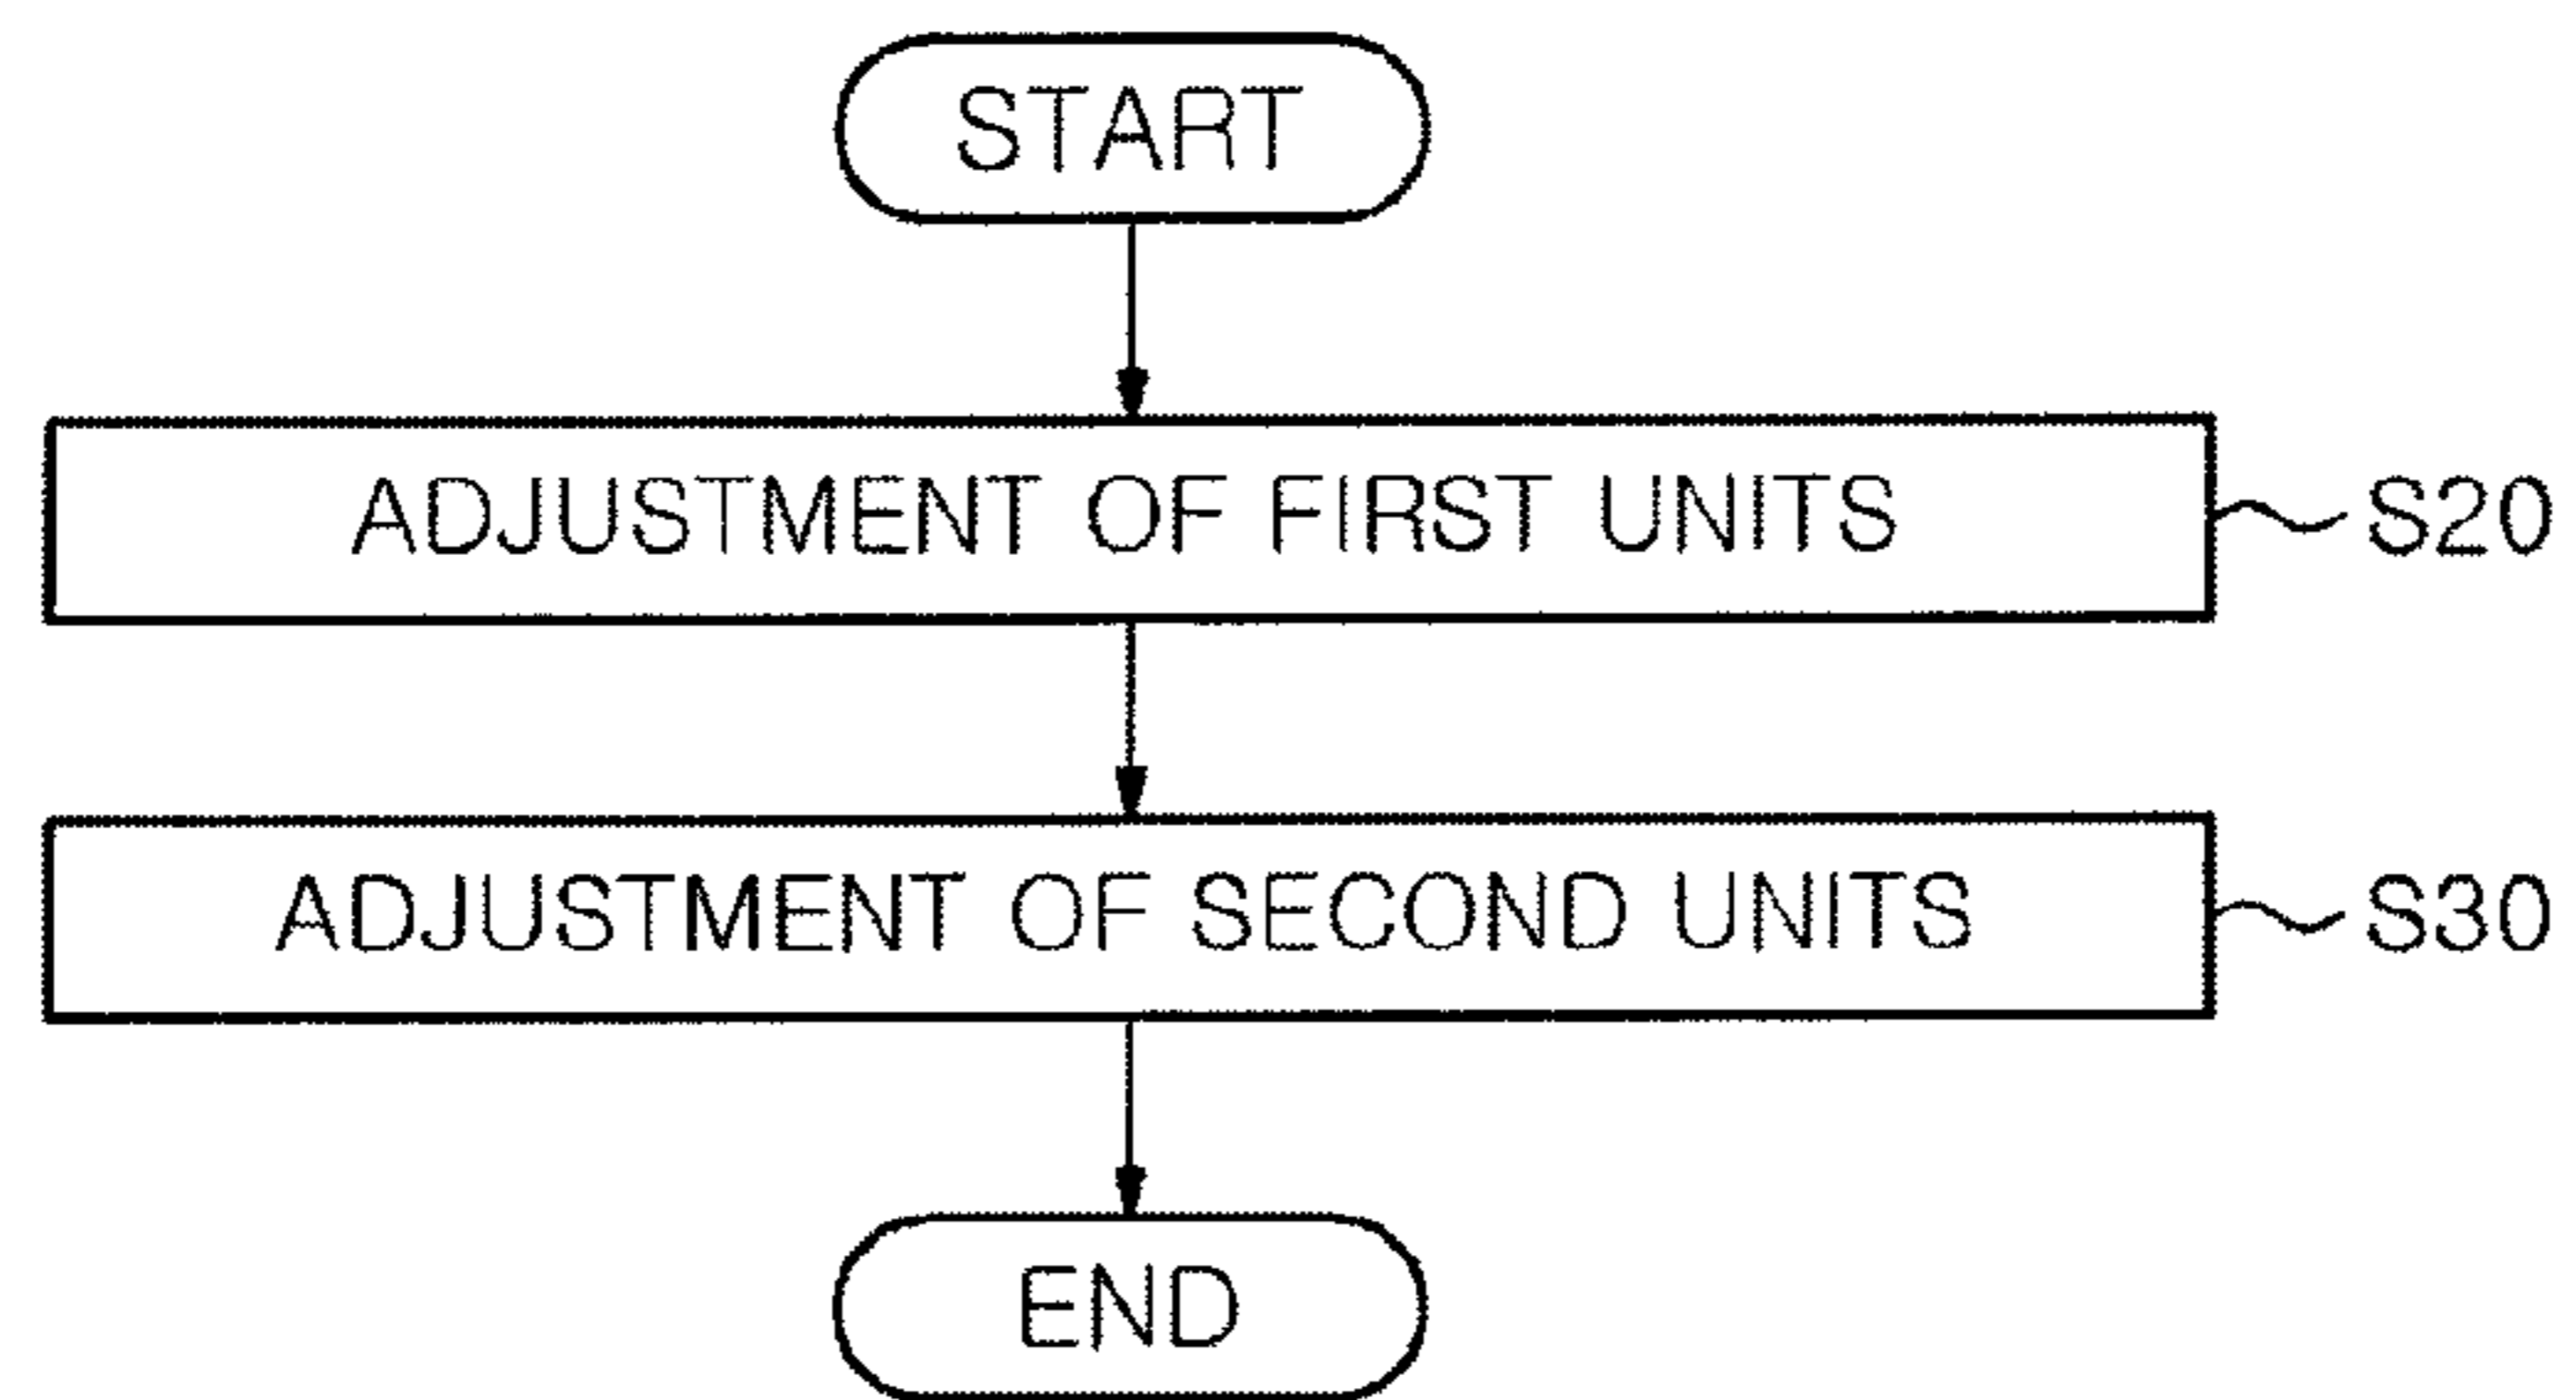 START
ADJUSTMENT OF FIRST UNITS S20
ADJUSTMENT OF SECOND UNITS S30
END